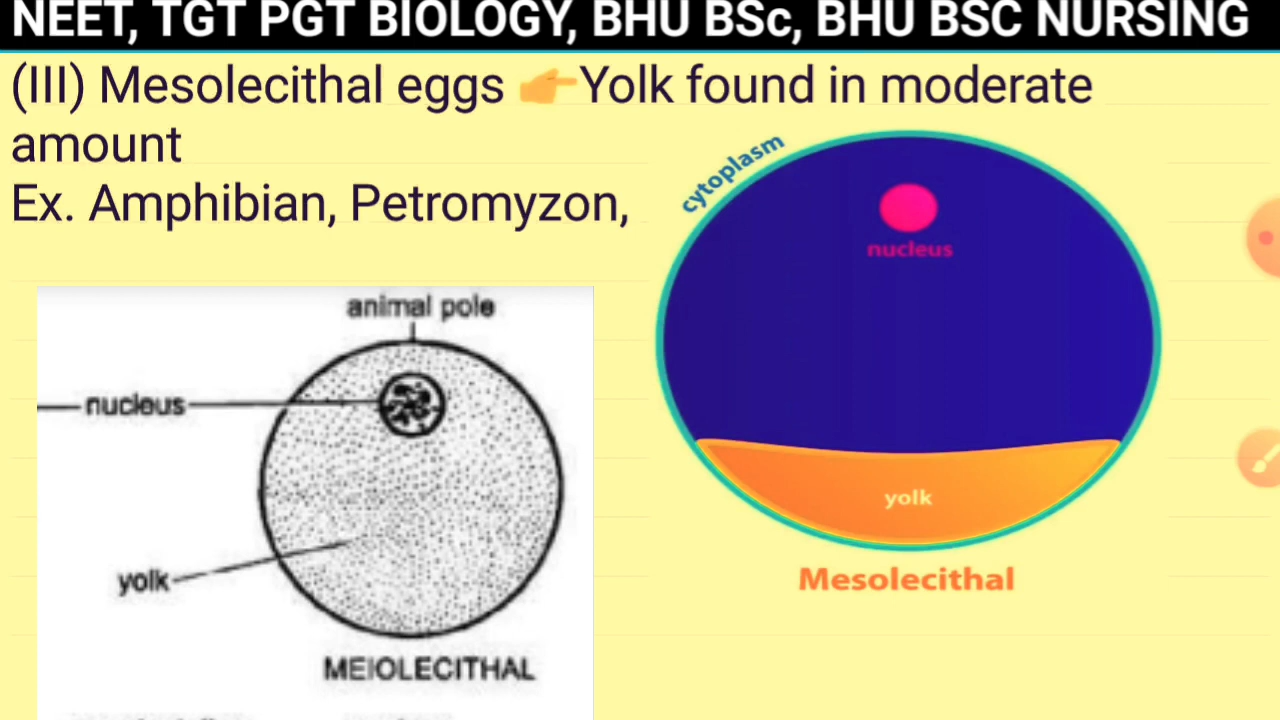 NEET, TGT PGT BIOLOGY, BHU BSc, BHU BSC NURSING
(III) Mesolecithal eggs 👉Yolk found in moderate
amount
Ex. Amphibian, Petromyzon,
cytoplasm
nucleus
yolk
Mesolecithal
animal pole
nucleus
yolk
MEIOLECITHAL